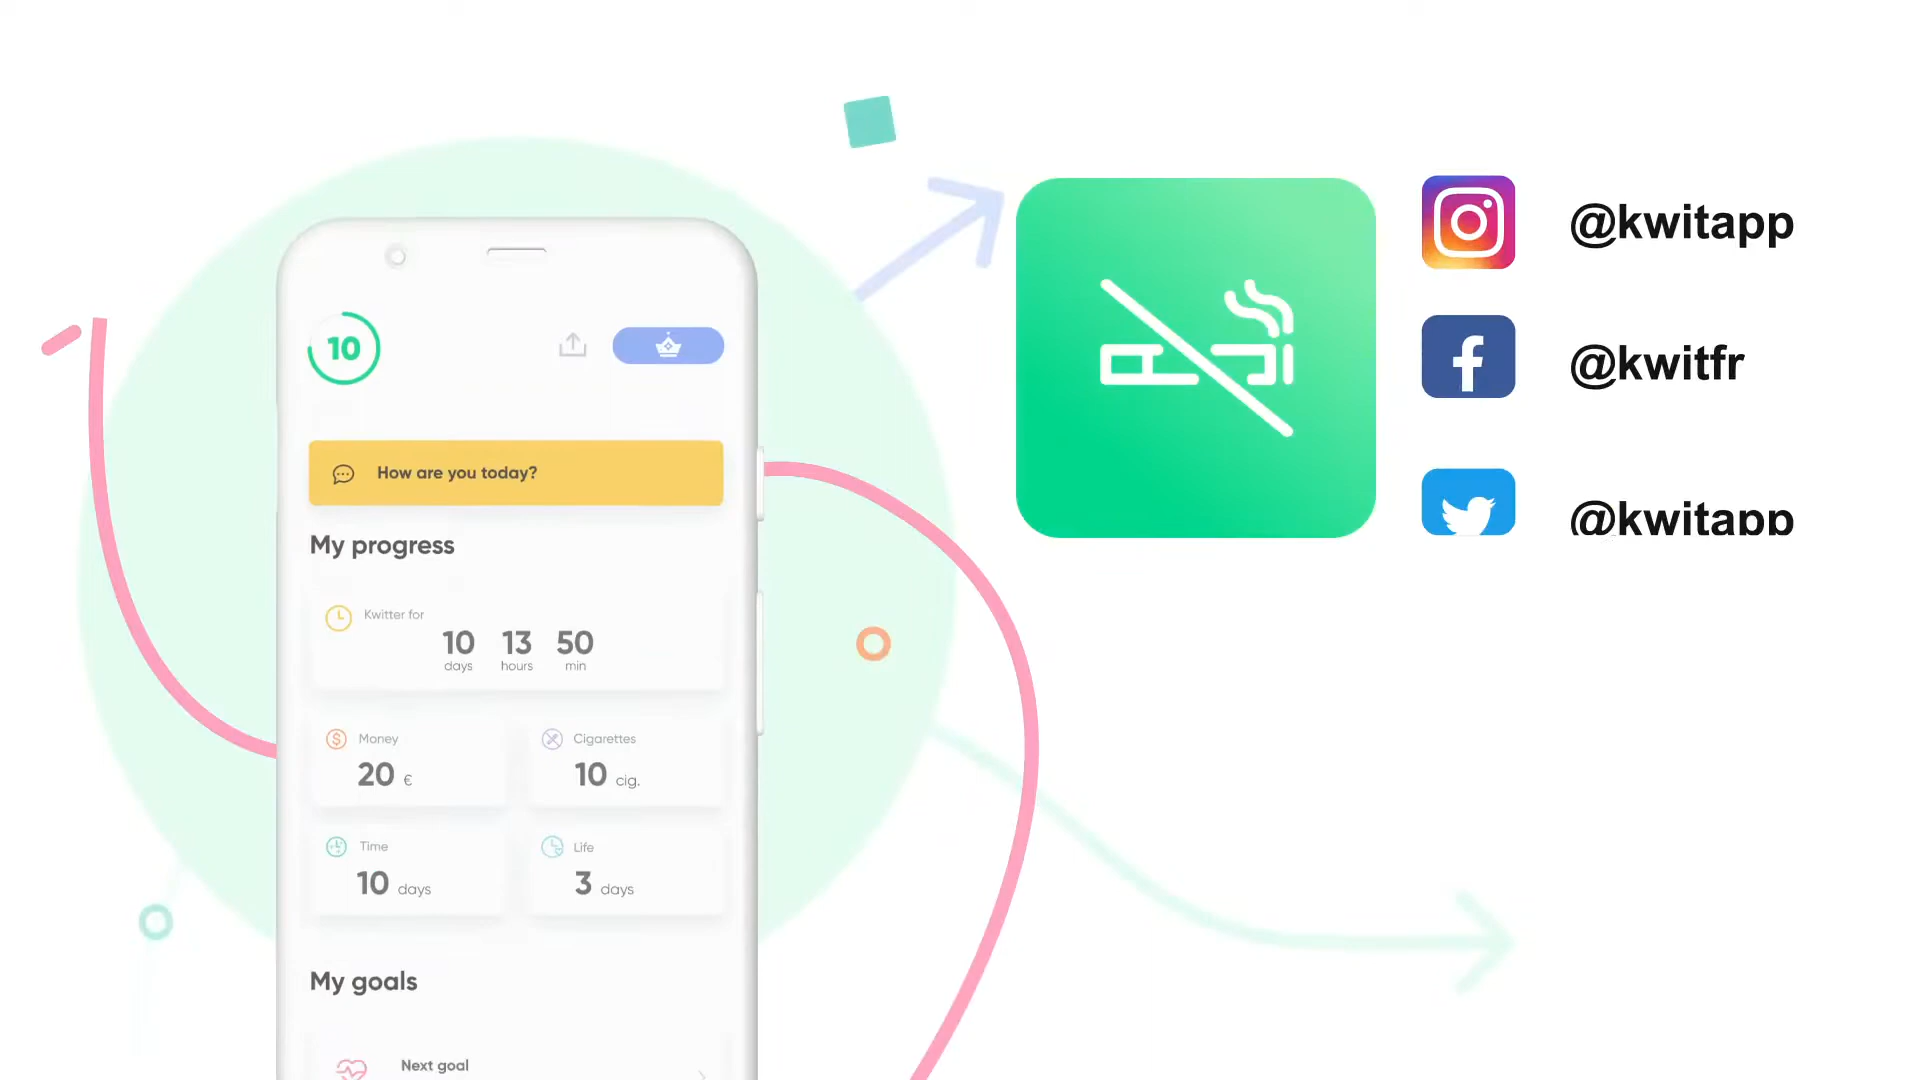 10
How are you today?
My progress
Kwitter for
10 13 50
days hours min
Money
20 €
Cigarettes
10 cig.
Time
10 days
Life
3 days
My goals
Next goal
@kwitapp
@kwitfr
@kwitapp